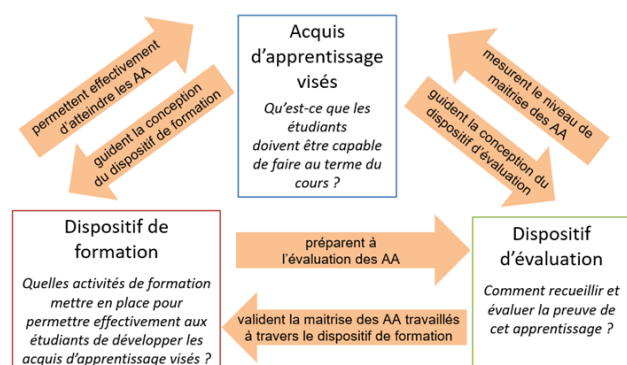 Acquis
d'apprentissage
visés
Qu'est-ce que les
étudiants
doivent être capable
de faire au terme du
cours ?
permettent effectivement
d'atteindre les AA
guident la conception
du dispositif de formation
mesurent le niveau de
maitrise des AA
guident la conception du
dispositif d'évaluation
Dispositif de
formation
Quelles activités de formation
mettre en place pour
permettre effectivement aux
étudiants de développer les
acquis d'apprentissage visés ?
préparent à
l'évaluation des AA
valident la maitrise des AA travaillés
à travers le dispositif de formation
Dispositif
d'évaluation
Comment recueillir et
évaluer la preuve de
cet apprentissage ?